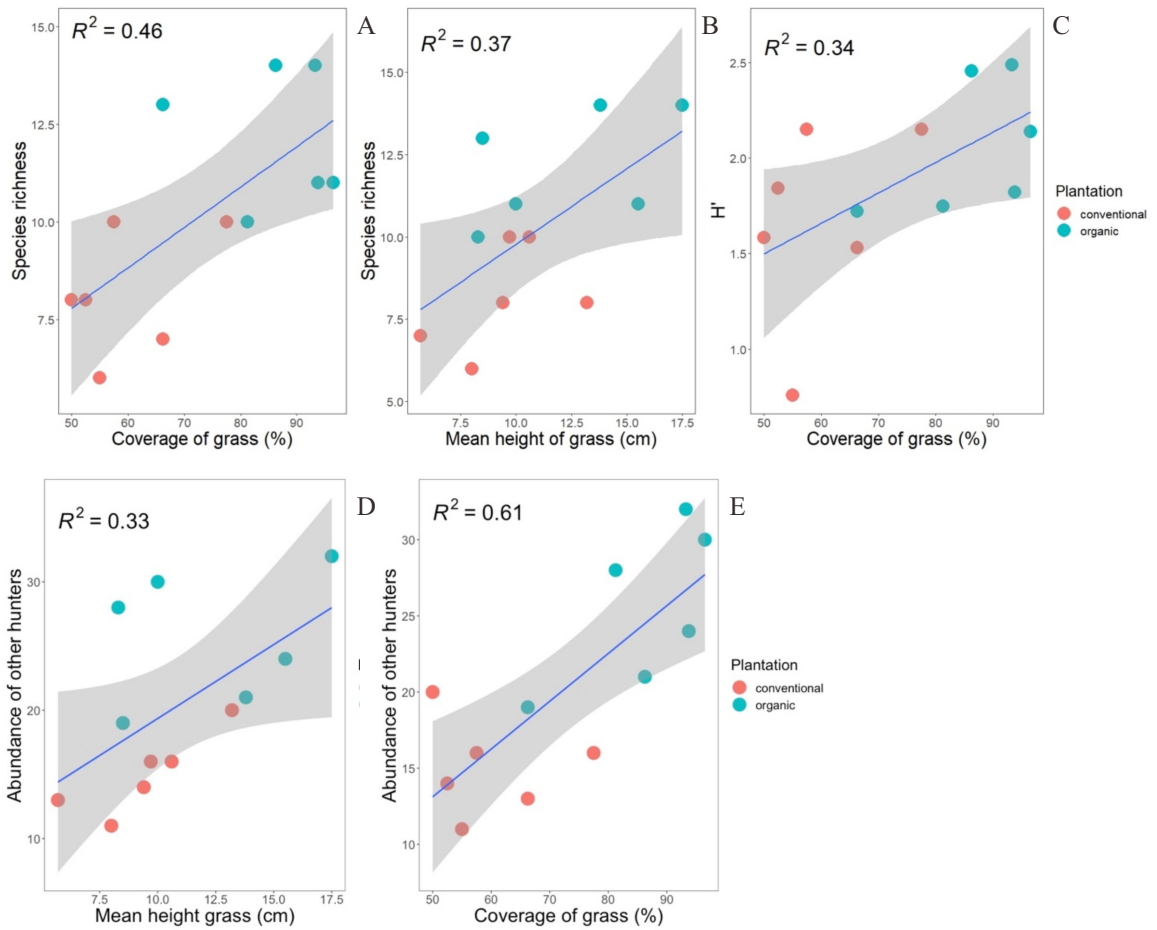 R² = 0.46
A
Species richness
15.0
12.5
10.0
7.5
50 60 70 80 90
Coverage of grass (%)
R² = 0.37
B
Species richness
15.0
12.5
10.0
7.5
5.0
7.5 10.0 12.5 15.0 17.5
Mean height of grass (cm)
R² = 0.34
C
H'
2.5
2.0
1.5
1.0
50 60 70 80 90
Coverage of grass (%)
Plantation
conventional
organic
R² = 0.33
D
Abundance of other hunters
30
20
10
7.5 10.0 12.5 15.0 17.5
Mean height grass (cm)
R² = 0.61
E
Abundance of other hunters
30
25
20
15
10
50 60 70 80 90
Coverage of grass (%)
Plantation
conventional
organic